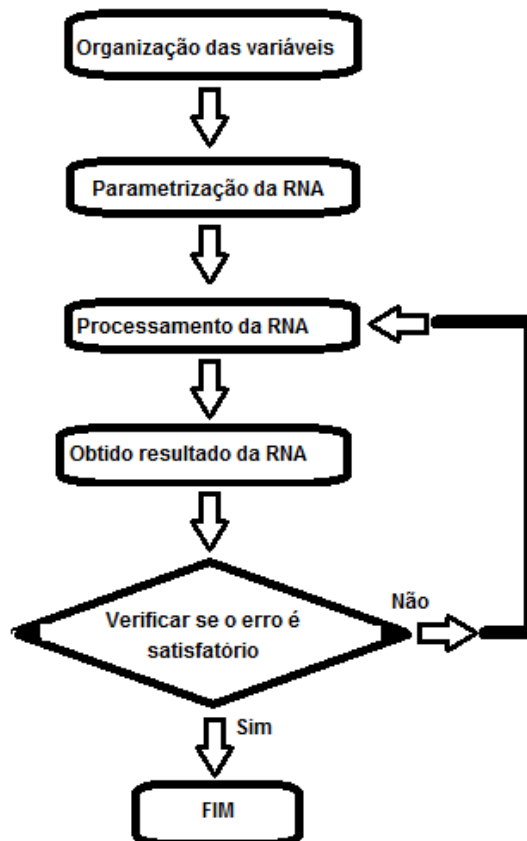 Organização das variáveis
Parametrização da RNA
Processamento da RNA
Obtido resultado da RNA
Verificar se o erro é
satisfatório
Não
Sim
FIM